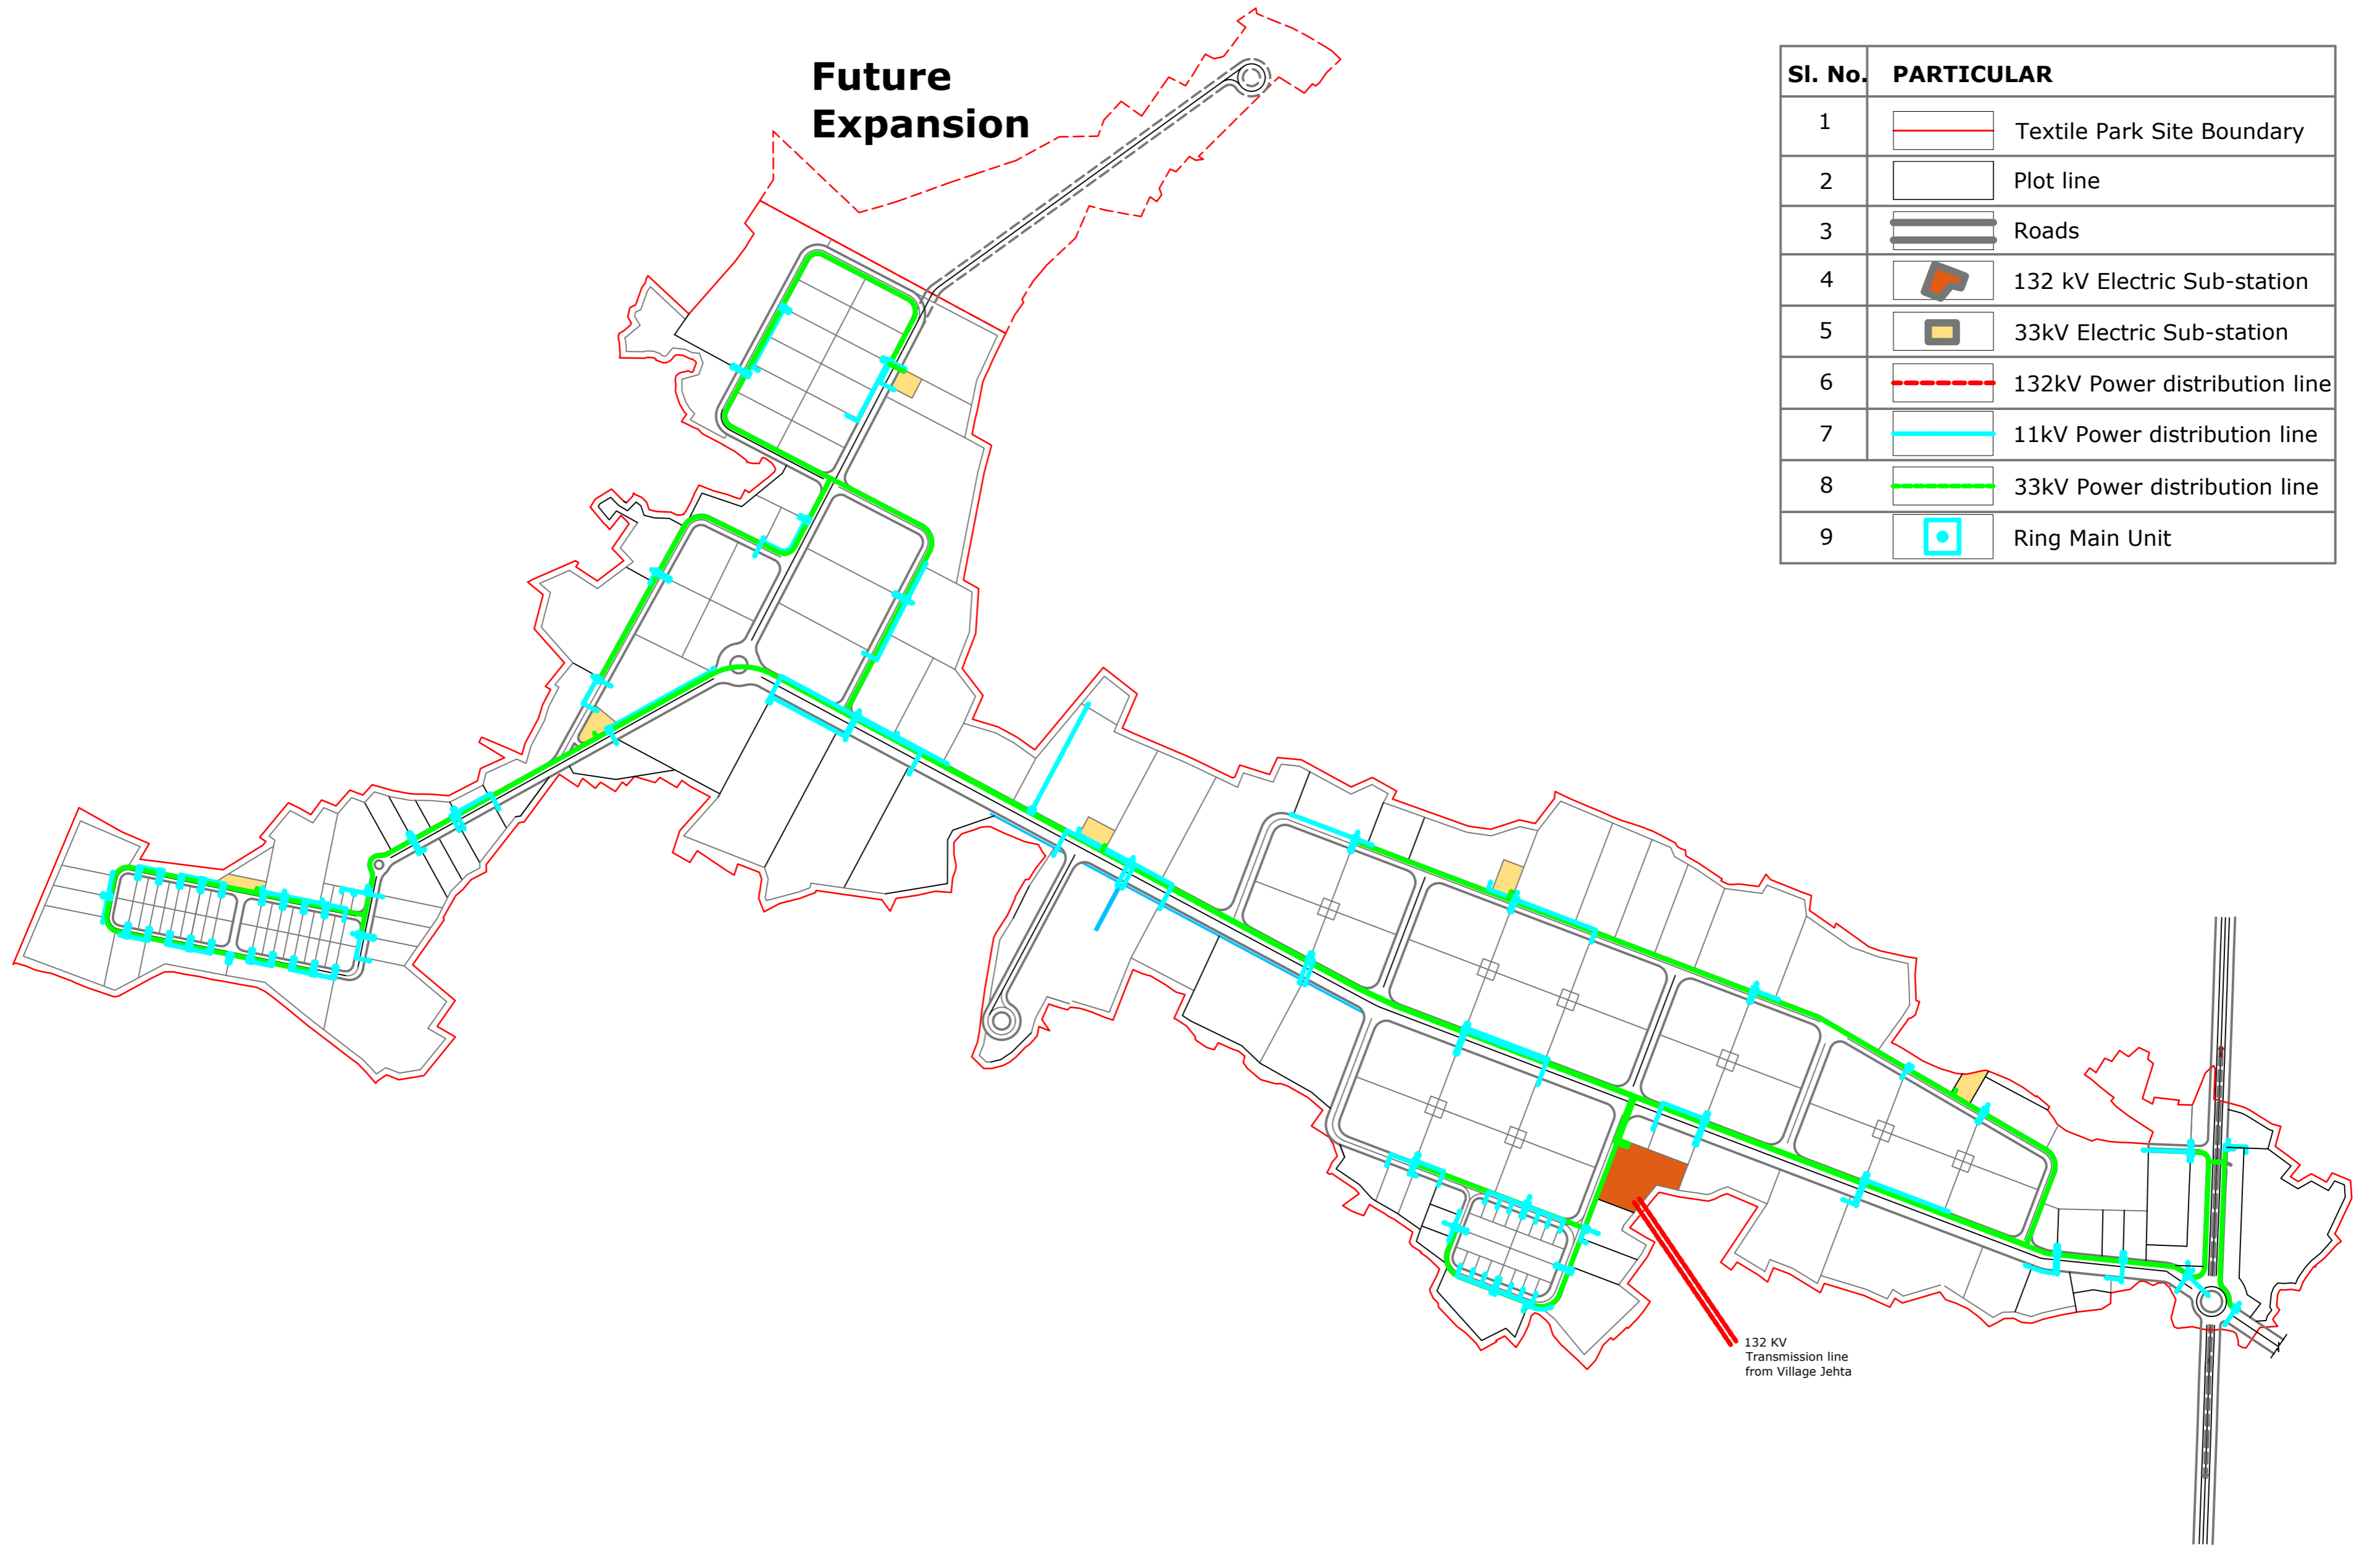 Future
Expansion
Sl. No. PARTICULAR
1 Textile Park Site Boundary
2 Plot line
3 Roads
4 132 kV Electric Sub-station
5 33kV Electric Sub-station
6 132kV Power distribution line
7 11kV Power distribution line
8 33kV Power distribution line
9 Ring Main Unit
132 KV
Transmission line
from Village Jehta